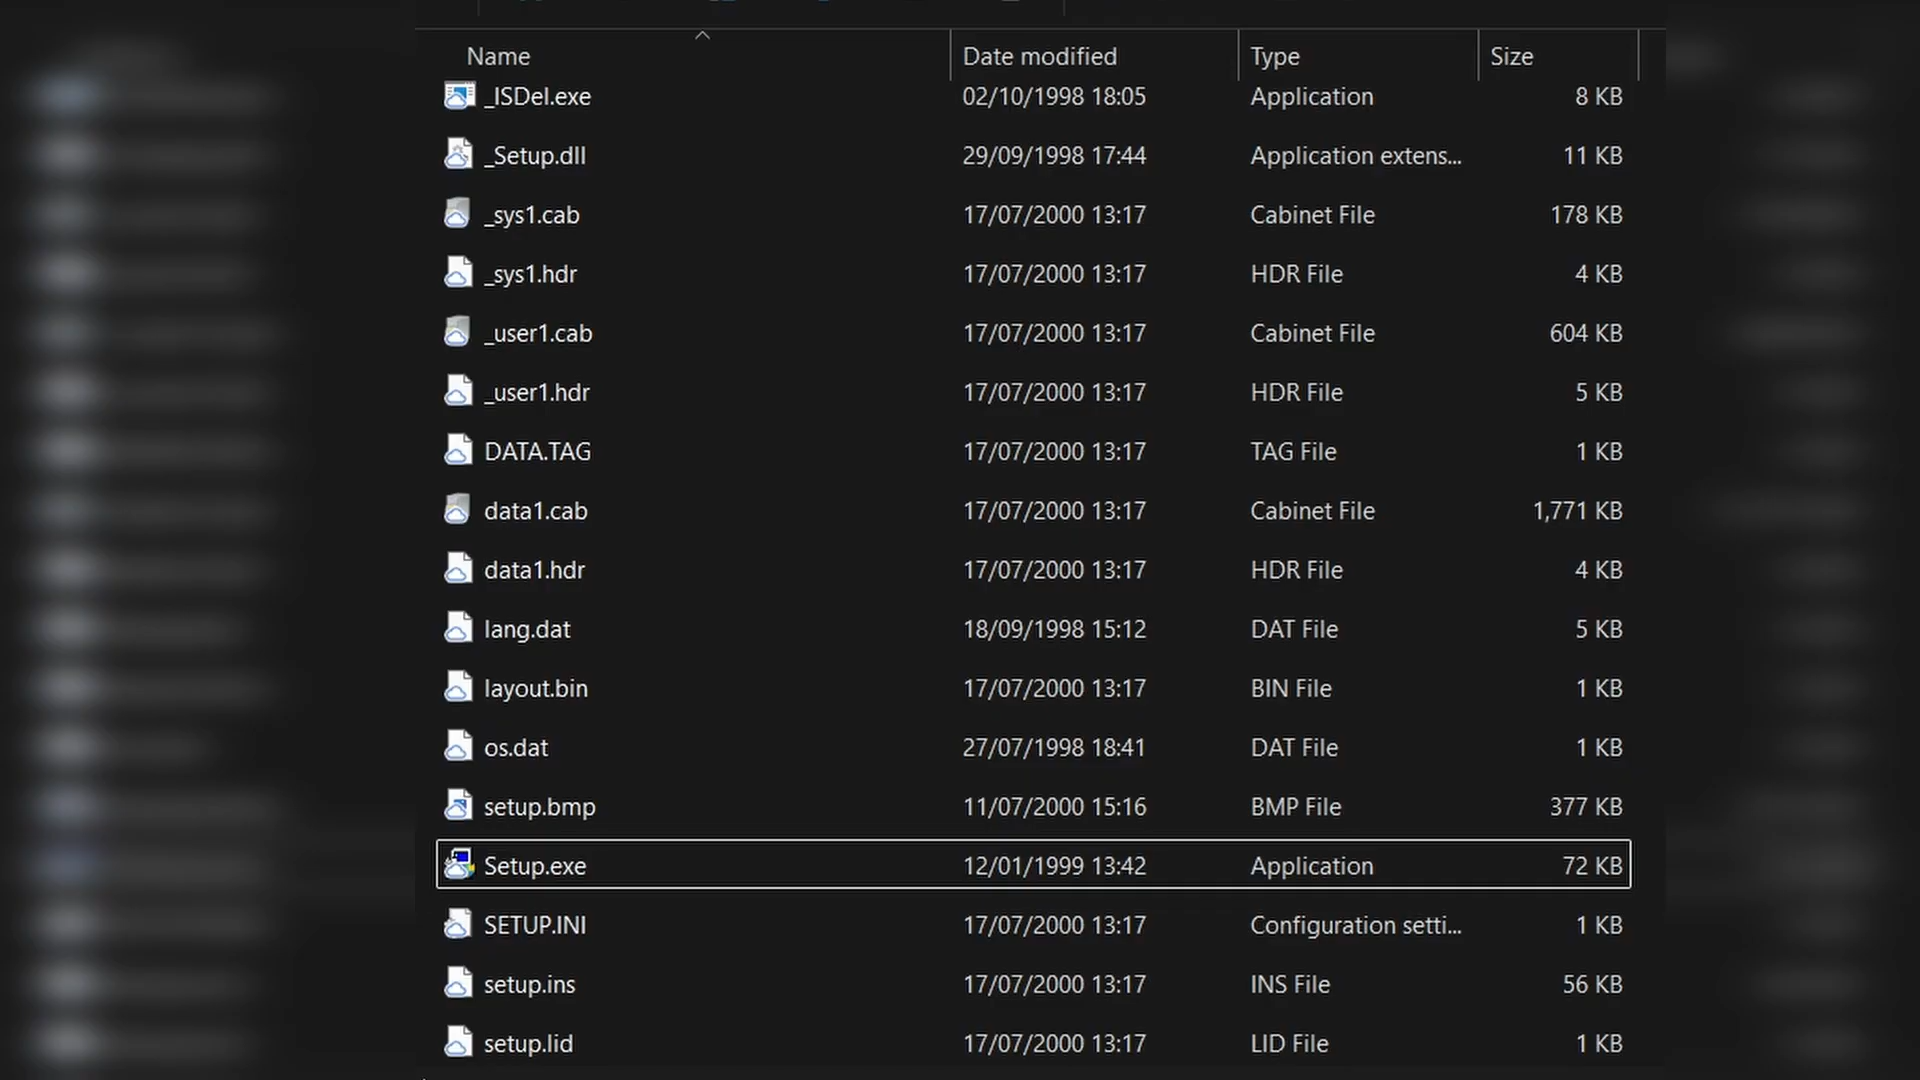 Name Date modified Type Size
_ISDel.exe 02/10/1998 18:05 Application 8 KB
_Setup.dll 29/09/1998 17:44 Application extens... 11 KB
_sys1.cab 17/07/2000 13:17 Cabinet File 178 KB
_sys1.hdr 17/07/2000 13:17 HDR File 4 KB
_user1.cab 17/07/2000 13:17 Cabinet File 604 KB
_user1.hdr 17/07/2000 13:17 HDR File 5 KB
DATA.TAG 17/07/2000 13:17 TAG File 1 KB
data1.cab 17/07/2000 13:17 Cabinet File 1,771 KB
data1.hdr 17/07/2000 13:17 HDR File 4 KB
lang.dat 18/09/1998 15:12 DAT File 5 KB
layout.bin 17/07/2000 13:17 BIN File 1 KB
os.dat 27/07/1998 18:41 DAT File 1 KB
setup.bmp 11/07/2000 15:16 BMP File 377 KB
Setup.exe 12/01/1999 13:42 Application 72 KB
SETUP.INI 17/07/2000 13:17 Configuration setti... 1 KB
setup.ins 17/07/2000 13:17 INS File 56 KB
setup.lid 17/07/2000 13:17 LID File 1 KB